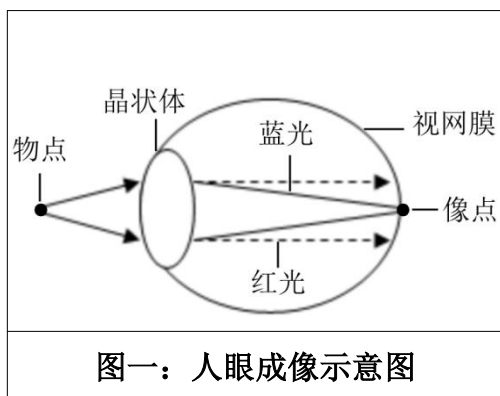 晶状体
视网膜
蓝光
物点
像点
红光
图一：人眼成像示意图